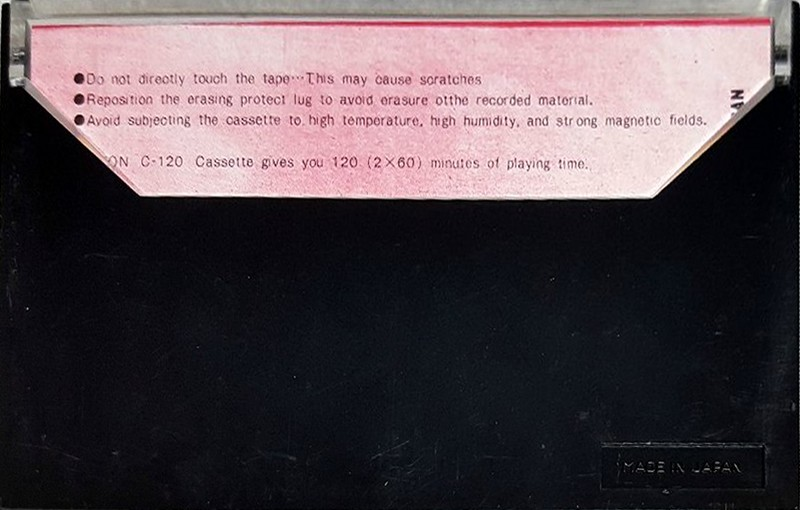 ●Do not directly touch the tape…This may cause soratches
●Reposition the erasing protect lug to avoid erasure otthe recorded material.
●Avoid subjecting the cassette to. high temperature, high humidity, and strong magnetic fields.
ON C-120 Cassette gives you 120 (2×60) minutes of playing time.
MADE IN JAPAN